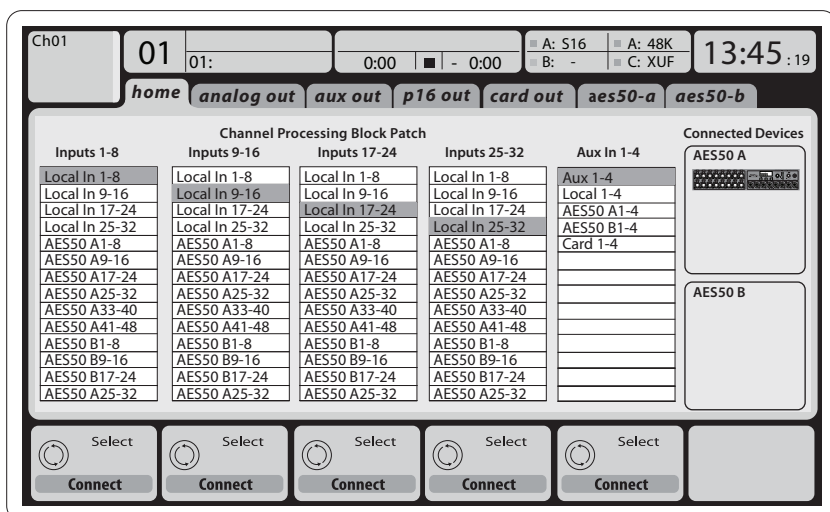 Ch01
01
01:
0:00 - 0:00
A: S16 A: 48K
B: - C: XUF
13:45 :19
home analog out aux out p16 out card out aes50-a aes50-b
Channel Processing Block Patch
Connected Devices
Inputs 1-8 Inputs 9-16 Inputs 17-24 Inputs 25-32 Aux In 1-4
AES50 A
Local In 1-8 Local In 1-8 Local In 1-8 Local In 1-8 Aux 1-4
Local In 9-16 Local In 9-16 Local In 9-16 Local In 9-16 Local 1-4
Local In 17-24 Local In 17-24 Local In 17-24 Local In 17-24 AES50 A1-4
Local In 25-32 Local In 25-32 Local In 25-32 Local In 25-32 AES50 B1-4
AES50 A1-8 AES50 A1-8 AES50 A1-8 AES50 A1-8 Card 1-4
AES50 A9-16 AES50 A9-16 AES50 A9-16 AES50 A9-16
AES50 A17-24 AES50 A17-24 AES50 A17-24 AES50 A17-24
AES50 A25-32 AES50 A25-32 AES50 A25-32 AES50 A25-32
AES50 B
AES50 A33-40 AES50 A33-40 AES50 A33-40 AES50 A33-40
AES50 A41-48 AES50 A41-48 AES50 A41-48 AES50 A41-48
AES50 B1-8 AES50 B1-8 AES50 B1-8 AES50 B1-8
AES50 B9-16 AES50 B9-16 AES50 B9-16 AES50 B9-16
AES50 B17-24 AES50 B17-24 AES50 B17-24 AES50 B17-24
AES50 A25-32 AES50 A25-32 AES50 A25-32 AES50 A25-32
Select Select Select Select Select
Connect Connect Connect Connect Connect